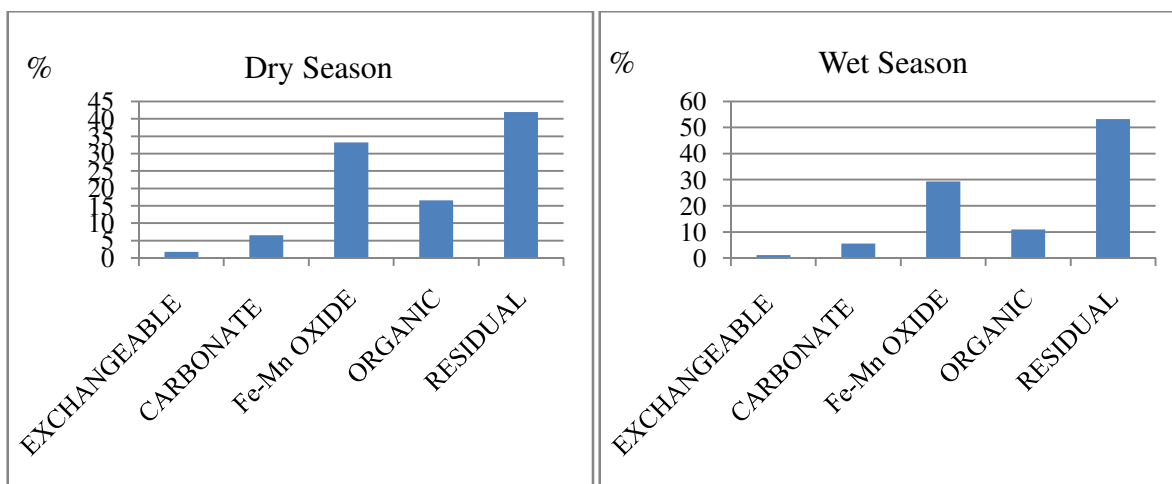 %
Dry Season
45
40
35
30
25
20
15
10
5
0
EXCHANGEABLE
CARBONATE
Fe-Mn OXIDE
ORGANIC
RESIDUAL
%
Wet Season
60
50
40
30
20
10
0
EXCHANGEABLE
CARBONATE
Fe-Mn OXIDE
ORGANIC
RESIDUAL